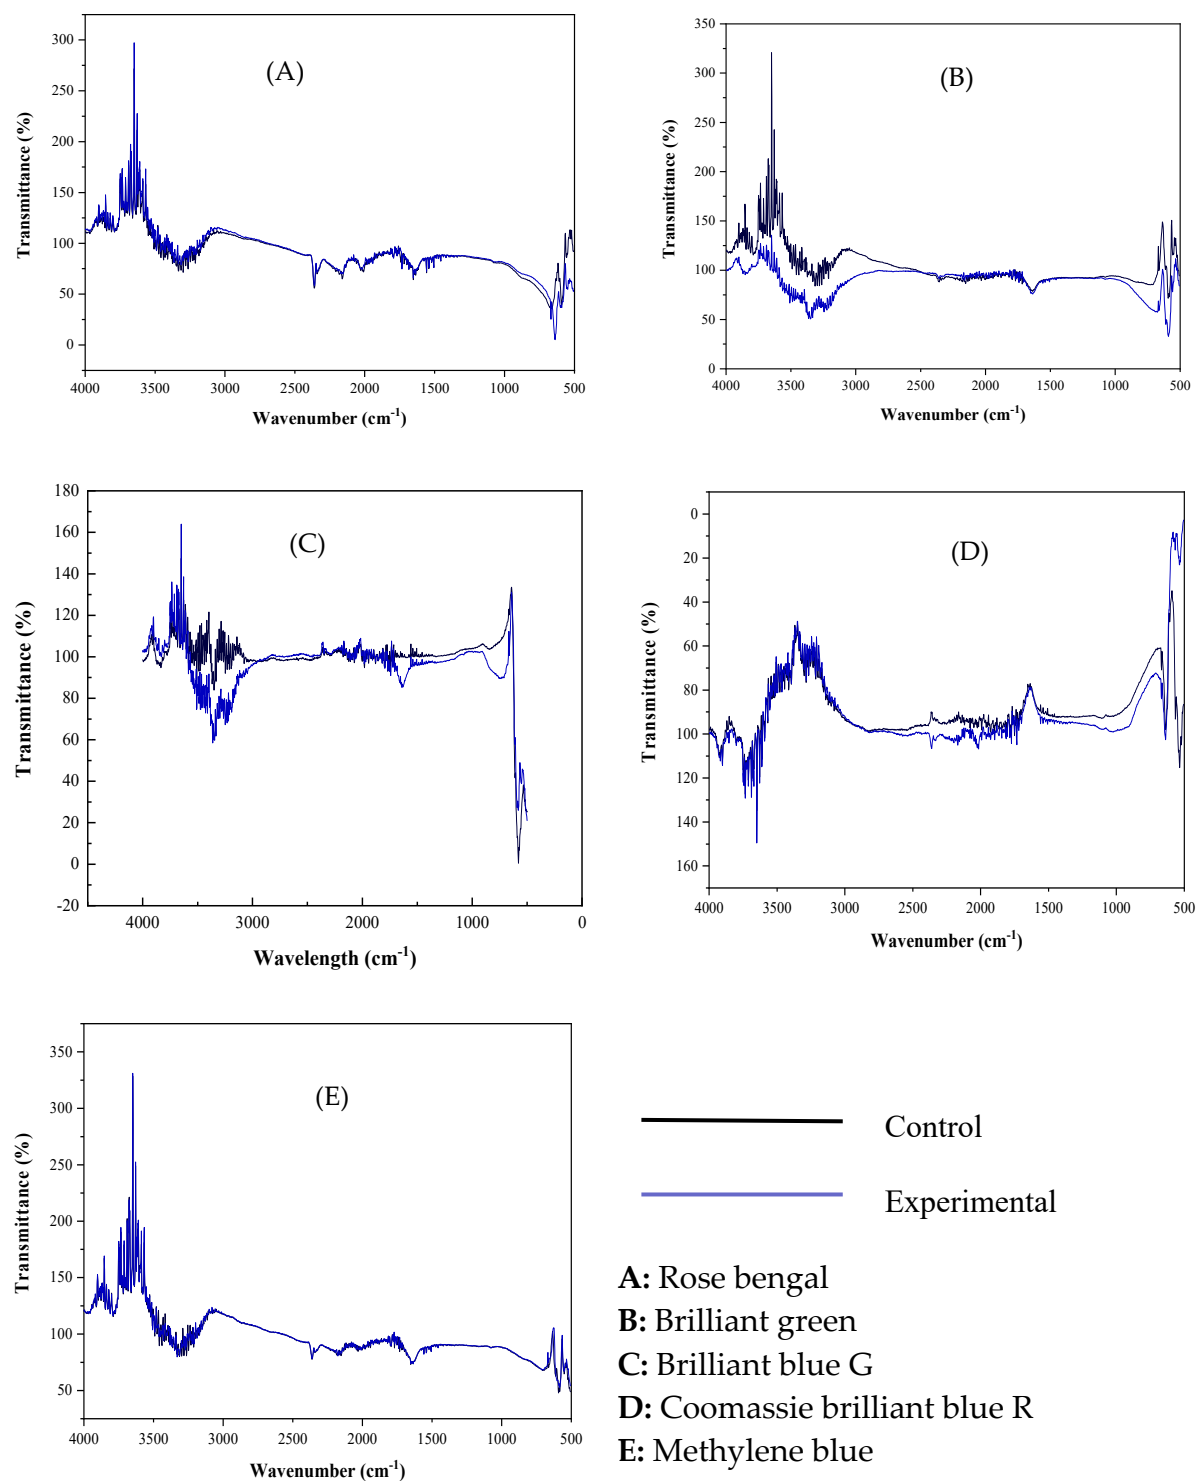 (A)
Transmittance (%)
300
250
200
150
100
50
0
4000 3500 3000 2500 2000 1500 1000 500
Wavenumber (cm-1)
(B)
Transmittance (%)
350
300
250
200
150
100
50
0
4000 3500 3000 2500 2000 1500 1000 500
Wavenumber (cm-1)
(C)
Transmittance (%)
180
160
140
120
100
80
60
40
20
0
-20
4000 3000 2000 1000 0
Wavelength (cm-1)
(D)
Transmittance (%)
0
20
40
60
80
100
120
140
160
4000 3500 3000 2500 2000 1500 1000 500
Wavenumber (cm-1)
(E)
Transmittance (%)
350
300
250
200
150
100
50
4000 3500 3000 2500 2000 1500 1000 500
Wavenumber (cm-1)
Control
Experimental
A: Rose bengal
B: Brilliant green
C: Brilliant blue G
D: Coomassie brilliant blue R
E: Methylene blue